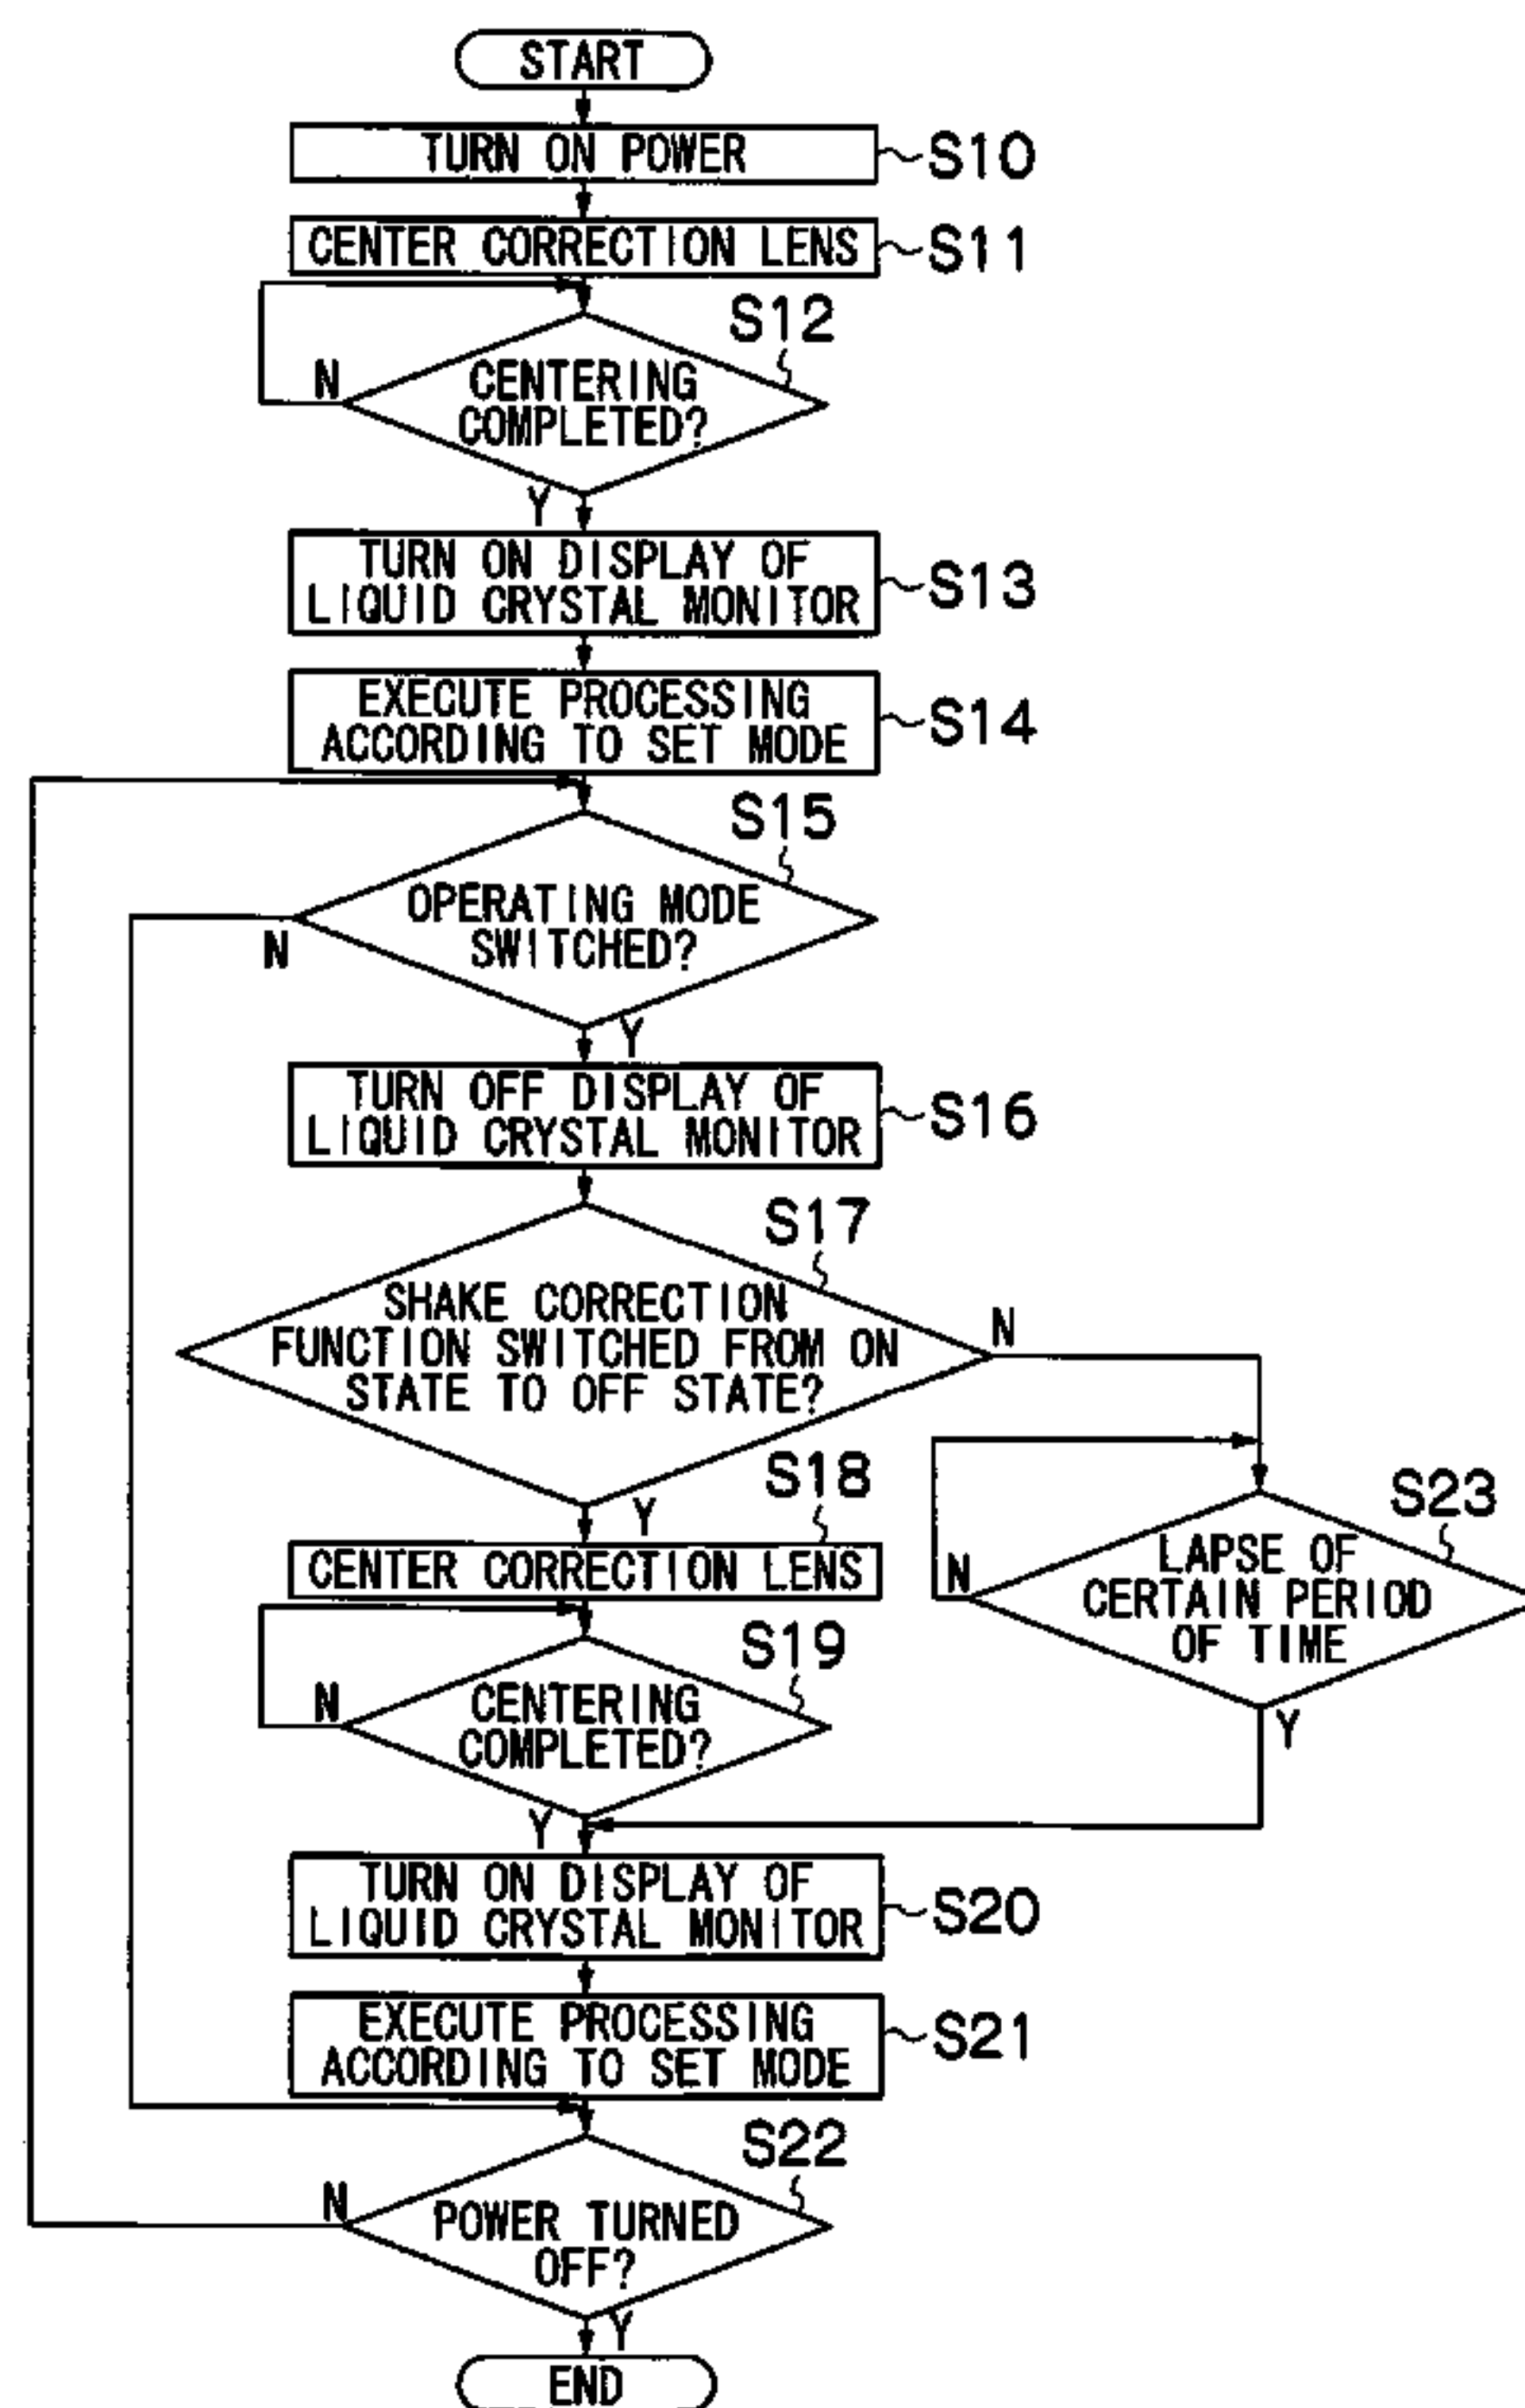 START
TURN ON POWER
S10
CENTER CORRECTION LENS
S11
S12
CENTERING
COMPLETED?
N
Y
TURN ON DISPLAY OF
LIQUID CRYSTAL MONITOR
S13
EXECUTE PROCESSING
ACCORDING TO SET MODE
S14
S15
OPERATING MODE
SWITCHED?
N
Y
TURN OFF DISPLAY OF
LIQUID CRYSTAL MONITOR
S16
S17
SHAKE CORRECTION
FUNCTION SWITCHED FROM ON
STATE TO OFF STATE?
N
Y
S18
CENTER CORRECTION LENS
S23
LAPSE OF
CERTAIN PERIOD
OF TIME
N
Y
S19
CENTERING
COMPLETED?
N
Y
TURN ON DISPLAY OF
LIQUID CRYSTAL MONITOR
S20
EXECUTE PROCESSING
ACCORDING TO SET MODE
S21
S22
POWER TURNED
OFF?
N
Y
END